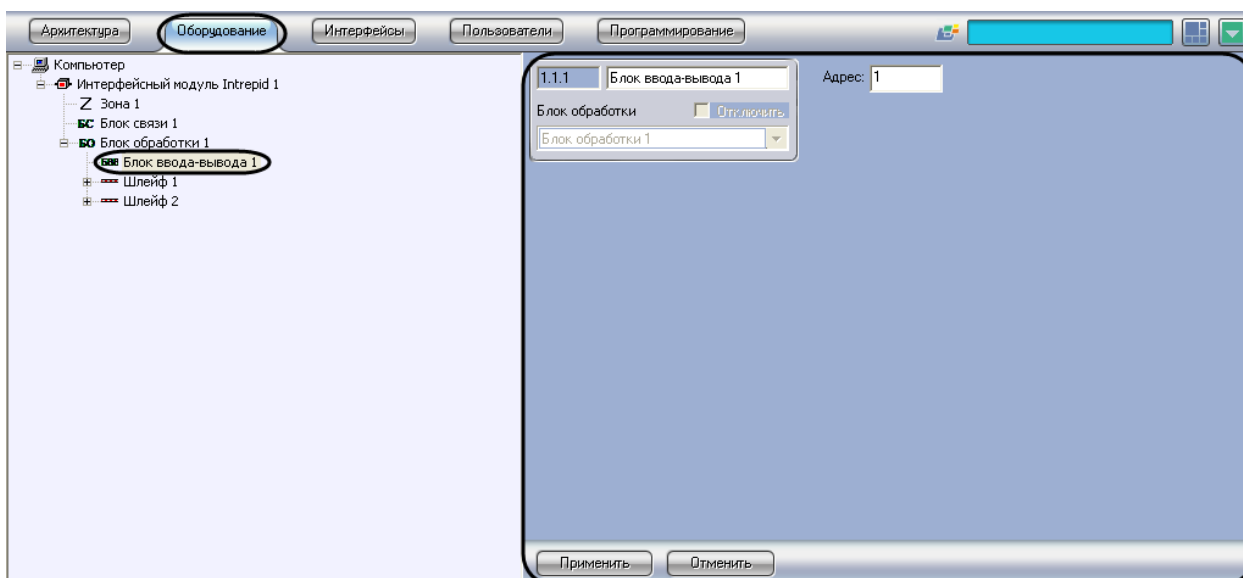 Архитектура Оборудование Интерфейсы Пользователи Программирование
Компьютер
Интерфейсный модуль Intrepid 1
Z Зона 1
БС Блок связи 1
БО Блок обработки 1
БВВ Блок ввода-вывода 1
Шлейф 1
Шлейф 2
1.1.1 Блок ввода-вывода 1 Адрес: 1
Блок обработки Отключить
Блок обработки 1
Применить Отменить